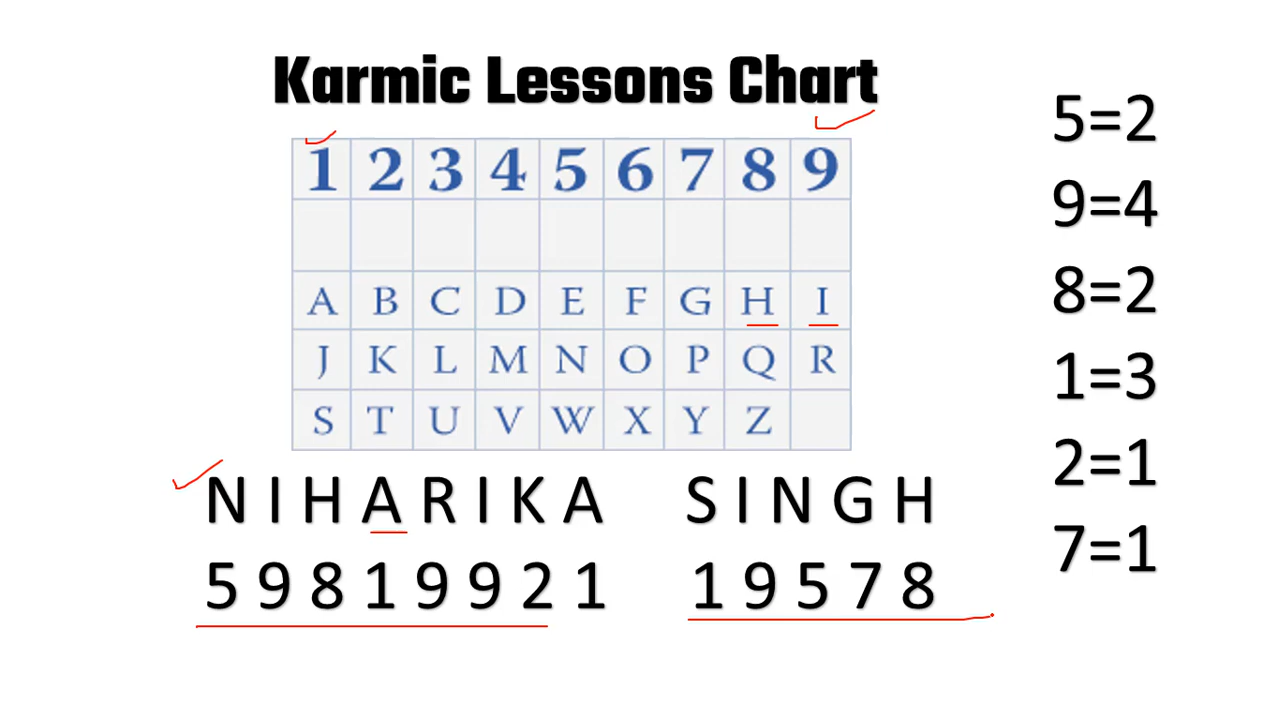 Karmic Lessons Chart
1 2 3 4 5 6 7 8 9
A B C D E F G H I
J K L M N O P Q R
S T U V W X Y Z
N I H A R I K A S I N G H
5 9 8 1 9 9 2 1 1 9 5 7 8
5=2
9=4
8=2
1=3
2=1
7=1